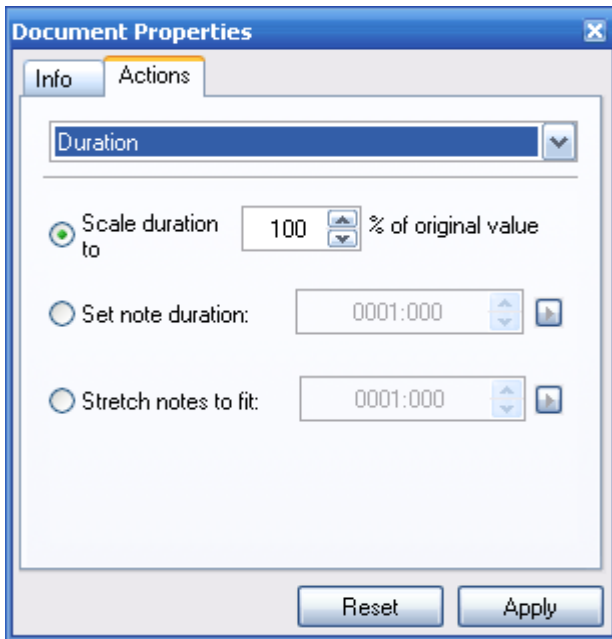 Document Properties
Info Actions
Duration
Scale duration
to 100 % of original value
Set note duration: 0001:000
Stretch notes to fit: 0001:000
Reset Apply